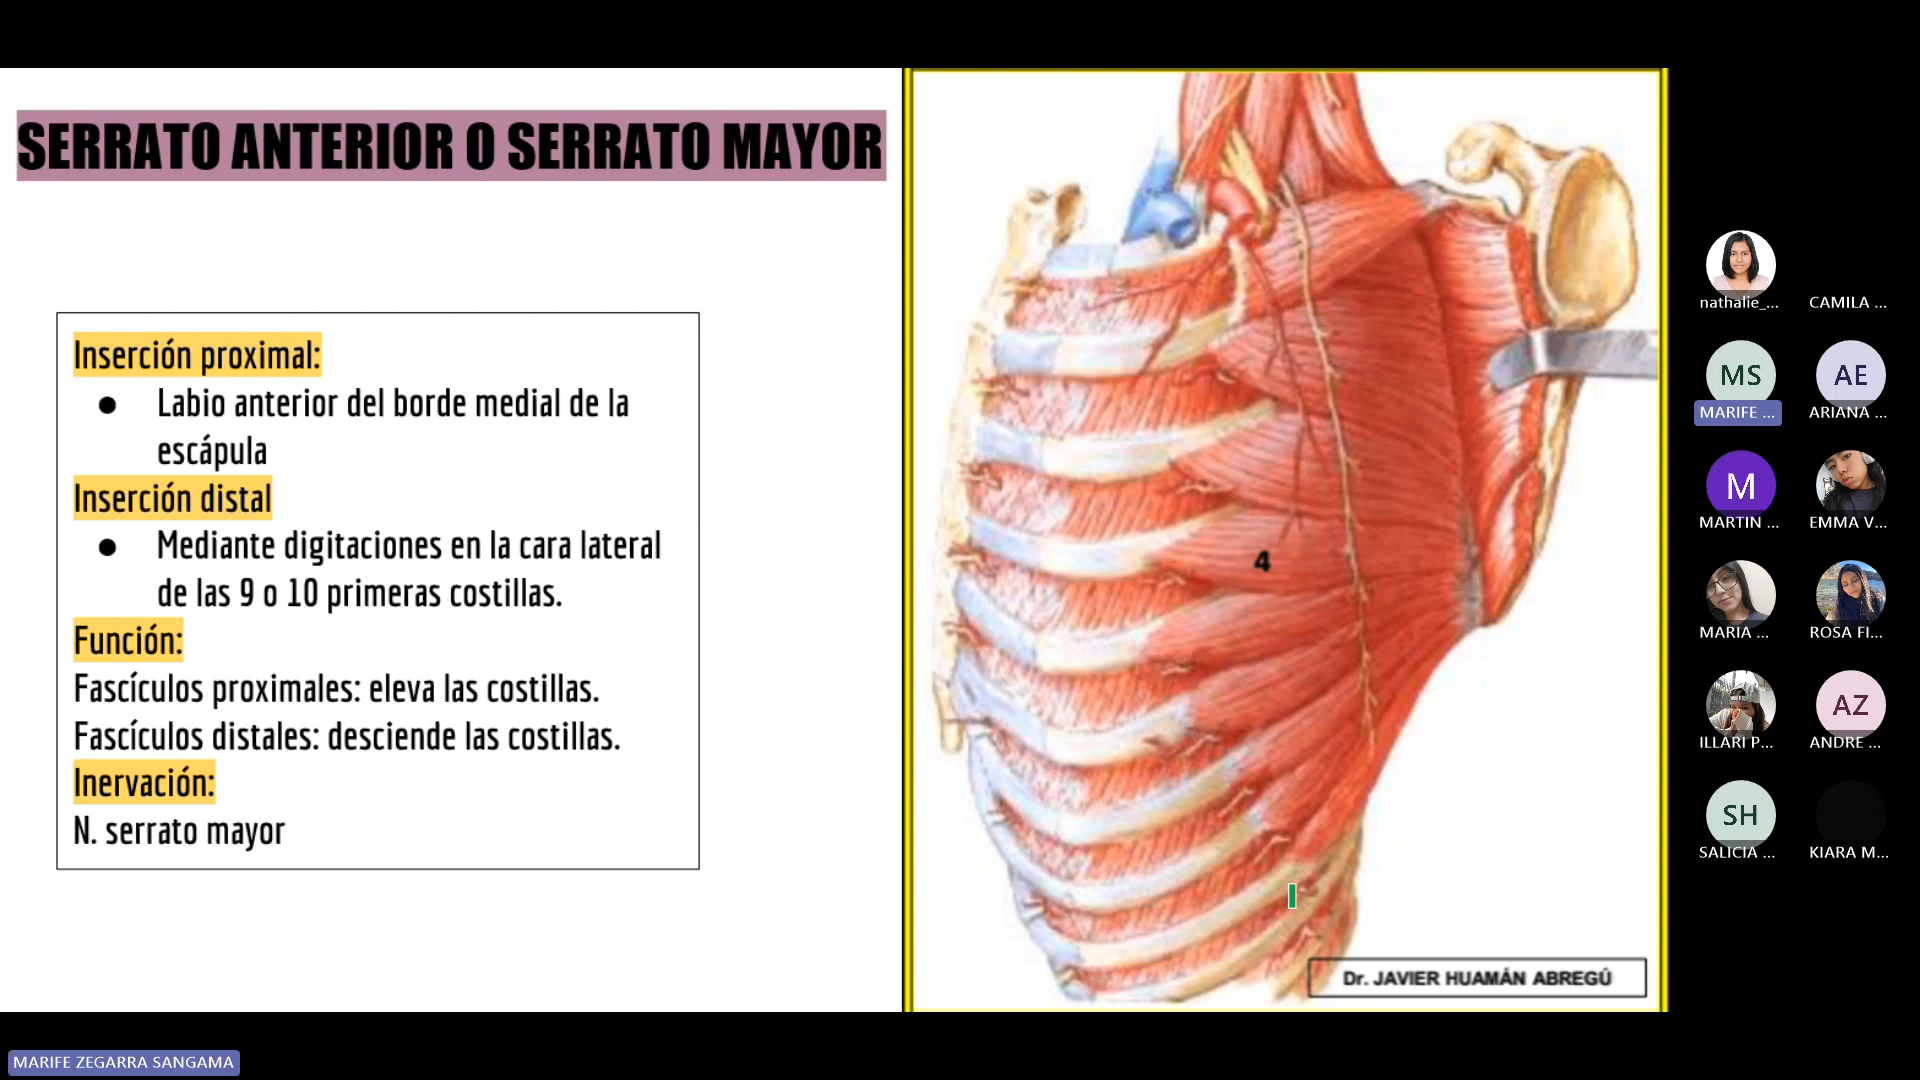 SERRATO ANTERIOR O SERRATO MAYOR
Inserción proximal:
● Labio anterior del borde medial de la
escápula
Inserción distal
● Mediante digitaciones en la cara lateral
de las 9 o 10 primeras costillas.
Función:
Fascículos proximales: eleva las costillas.
Fascículos distales: desciende las costillas.
Inervación:
N. serrato mayor
4
Dr. JAVIER HUAMÁN ABREGÚ
nathalie_...
CAMILA ...
MS
MARIFE ...
AE
ARIANA ...
M
MARTIN ...
EMMA V...
MARIA ...
ROSA FI...
ILLARI P...
AZ
ANDRE ...
SH
SALICIA ...
KIARA M...
MARIFE ZEGARRA SANGAMA